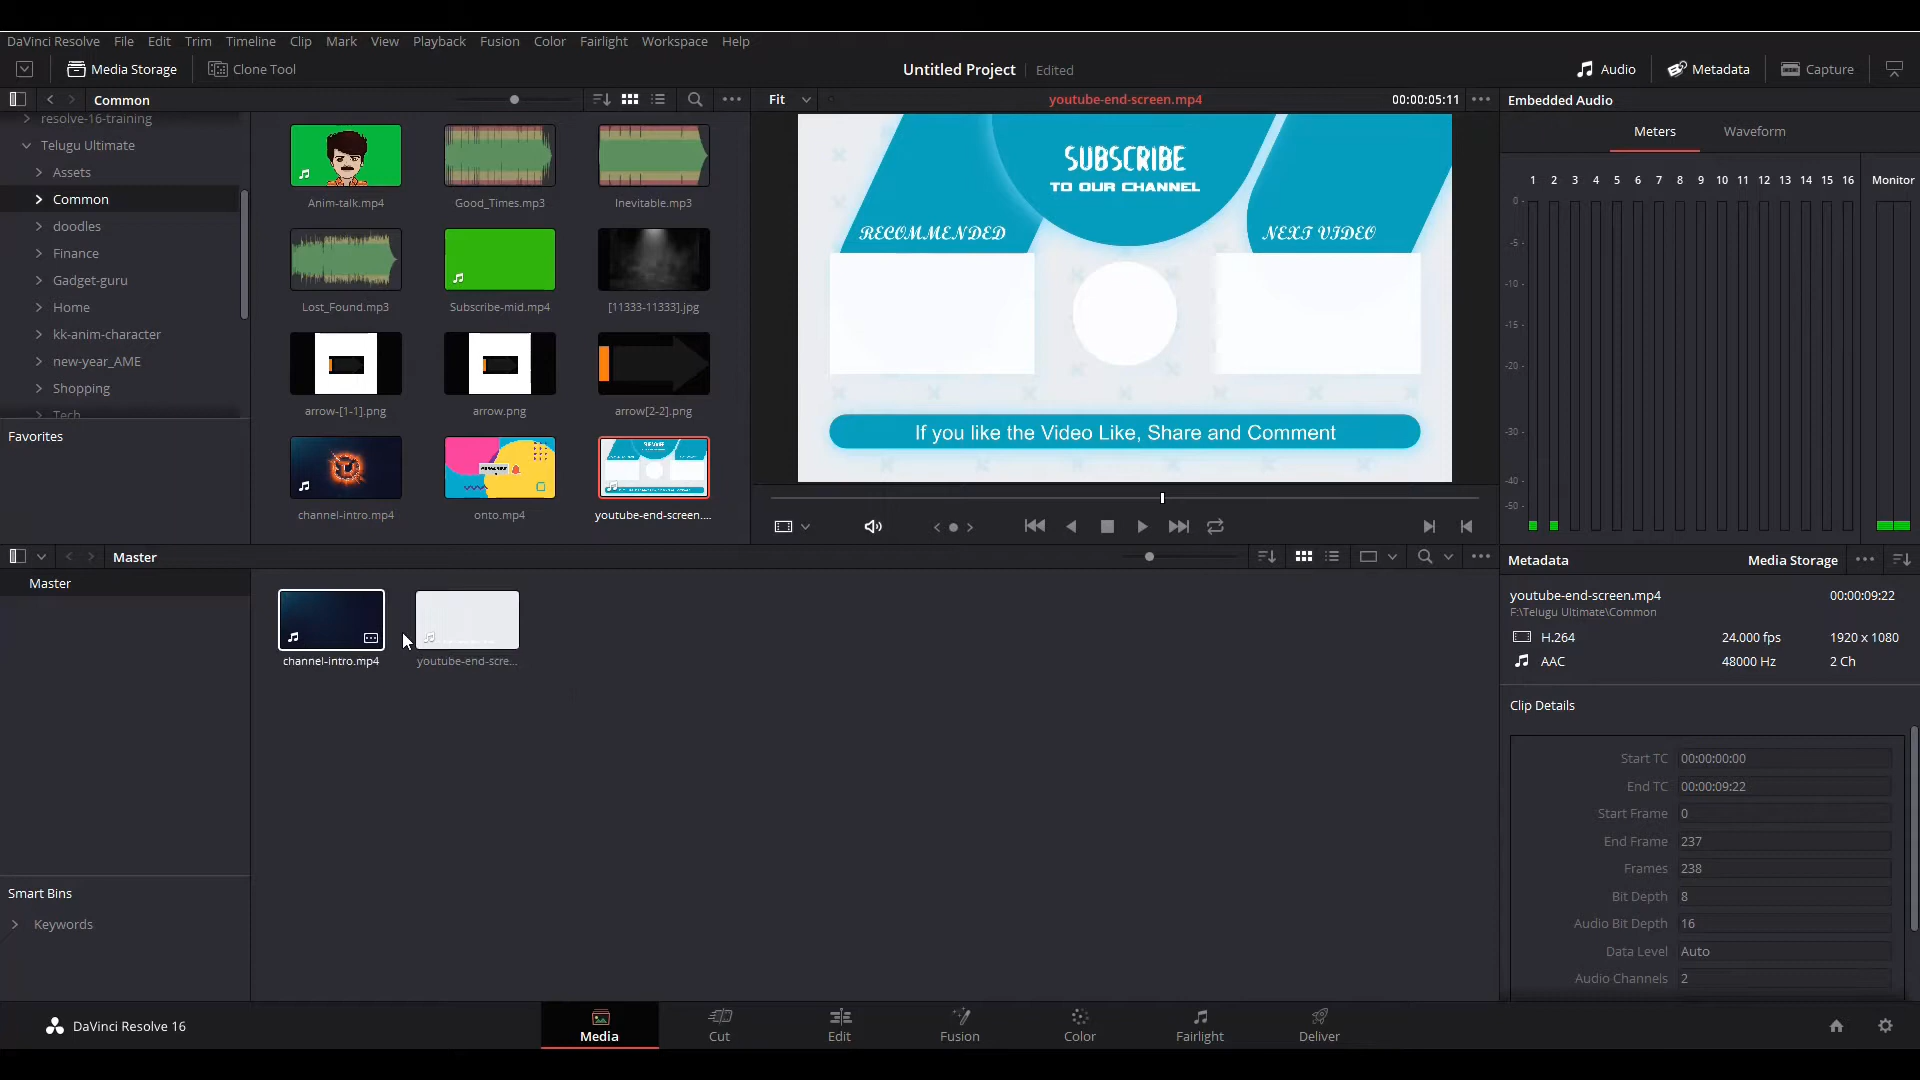 DaVinci Resolve File Edit Trim Timeline Clip Mark View Playback Fusion Color Fairlight Workspace Help
Media Storage Clone Tool Untitled Project Edited Audio Metadata Capture
Common Fit youtube-end-screen.mp4 00:00:05:11 Embedded Audio
resolve-16-training
Telugu Ultimate
Assets
Common
doodles
Finance
Gadget-guru
Home
kk-anim-character
new-year_AME
Shopping
Tech
Favorites
Anim-talk.mp4 Good_Times.mp3 Inevitable.mp3
Lost_Found.mp3 Subscribe-mid.mp4 [11333-11333].jpg
arrow-[1-1].png arrow.png arrow[2-2].png
channel-intro.mp4 onto.mp4 youtube-end-screen....
SUBSCRIBE
TO OUR CHANNEL
RECOMMENDED NEXT VIDEO
If you like the Video Like, Share and Comment
Meters Waveform
1 2 3 4 5 6 7 8 9 10 11 12 13 14 15 16 Monitor
0
-5
-10
-15
-20
-30
-40
-50
Master
Master
channel-intro.mp4 youtube-end-scre...
Smart Bins
Keywords
Metadata Media Storage
youtube-end-screen.mp4 00:00:09:22
F:\Telugu Ultimate\Common
H.264 24.000 fps 1920 x 1080
AAC 48000 Hz 2 Ch
Clip Details
Start TC 00:00:00:00
End TC 00:00:09:22
Start Frame 0
End Frame 237
Frames 238
Bit Depth 8
Audio Bit Depth 16
Data Level Auto
Audio Channels 2
DaVinci Resolve 16 Media Cut Edit Fusion Color Fairlight Deliver